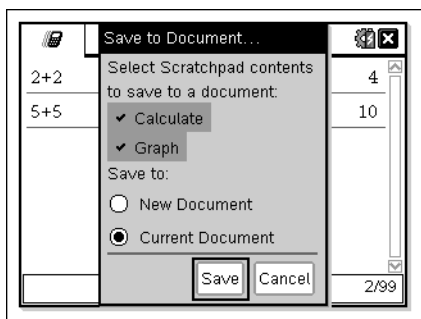 Save to Document...
2+2
4
5+5
10
Select Scratchpad contents
to save to a document:
Calculate
Graph
Save to:
New Document
Current Document
Save
Cancel
2/99